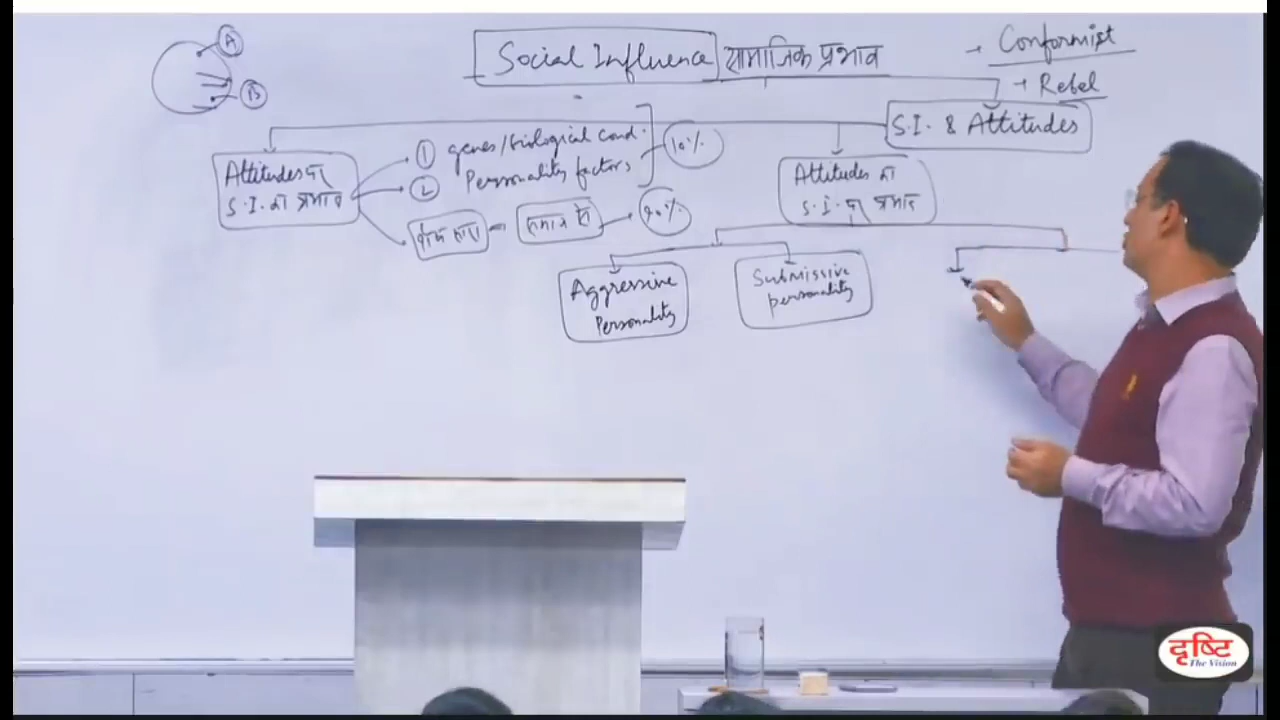 A
B
Social Influence सामाजिक प्रभाव
→ Conformist
→ Rebel
S.I. & Attitudes
Attitudes पर
S.I. का प्रभाव
1 genes/biological cond.
2 Personality factors
10%
समाज से
90%
Attitudes का
S.I. पर प्रभाव
Aggressive
Personality
Submissive
personality
दृष्टि
The Vision